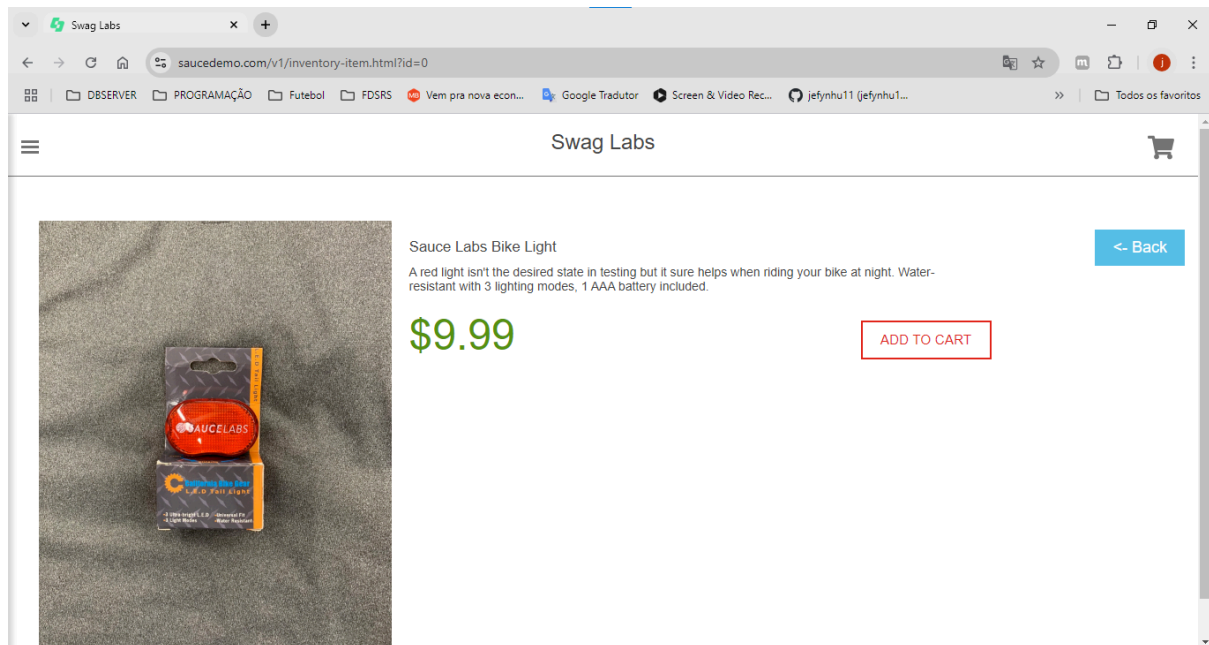 Swag Labs
saucedemo.com/v1/inventory-item.html?id=0
DBSERVER PROGRAMAÇÃO Futebol FDSRS Vem pra nova econ... Google Tradutor Screen & Video Rec... jefynhu11 (jefynhu1... >> Todos os favoritos
Swag Labs
Sauce Labs Bike Light
<- Back
A red light isn't the desired state in testing but it sure helps when riding your bike at night. Water-
resistant with 3 lighting modes, 1 AAA battery included.
$9.99
ADD TO CART
L.E.D Tail Light
SAUCELABS
L.E.D Tail Light